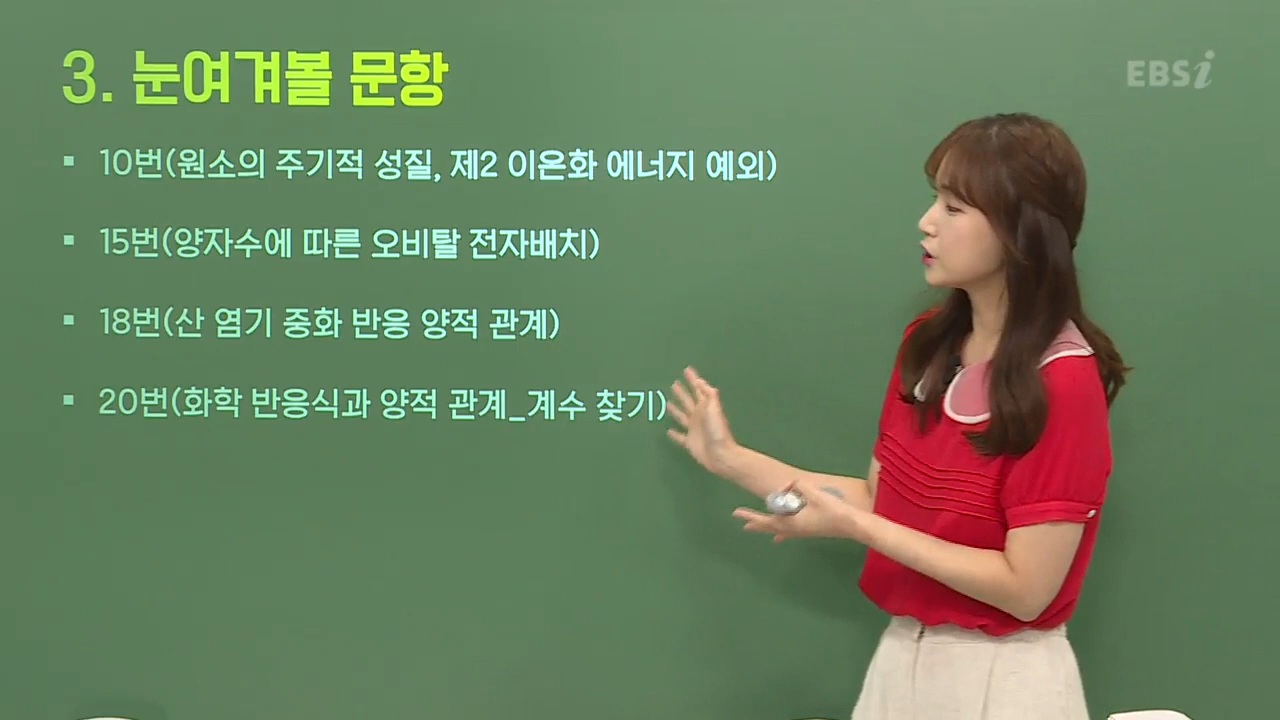 3. 눈여겨볼 문항
EBSi
▪ 10번(원소의 주기적 성질, 제2 이온화 에너지 예외)
▪ 15번(양자수에 따른 오비탈 전자배치)
▪ 18번(산 염기 중화 반응 양적 관계)
▪ 20번(화학 반응식과 양적 관계_계수 찾기)